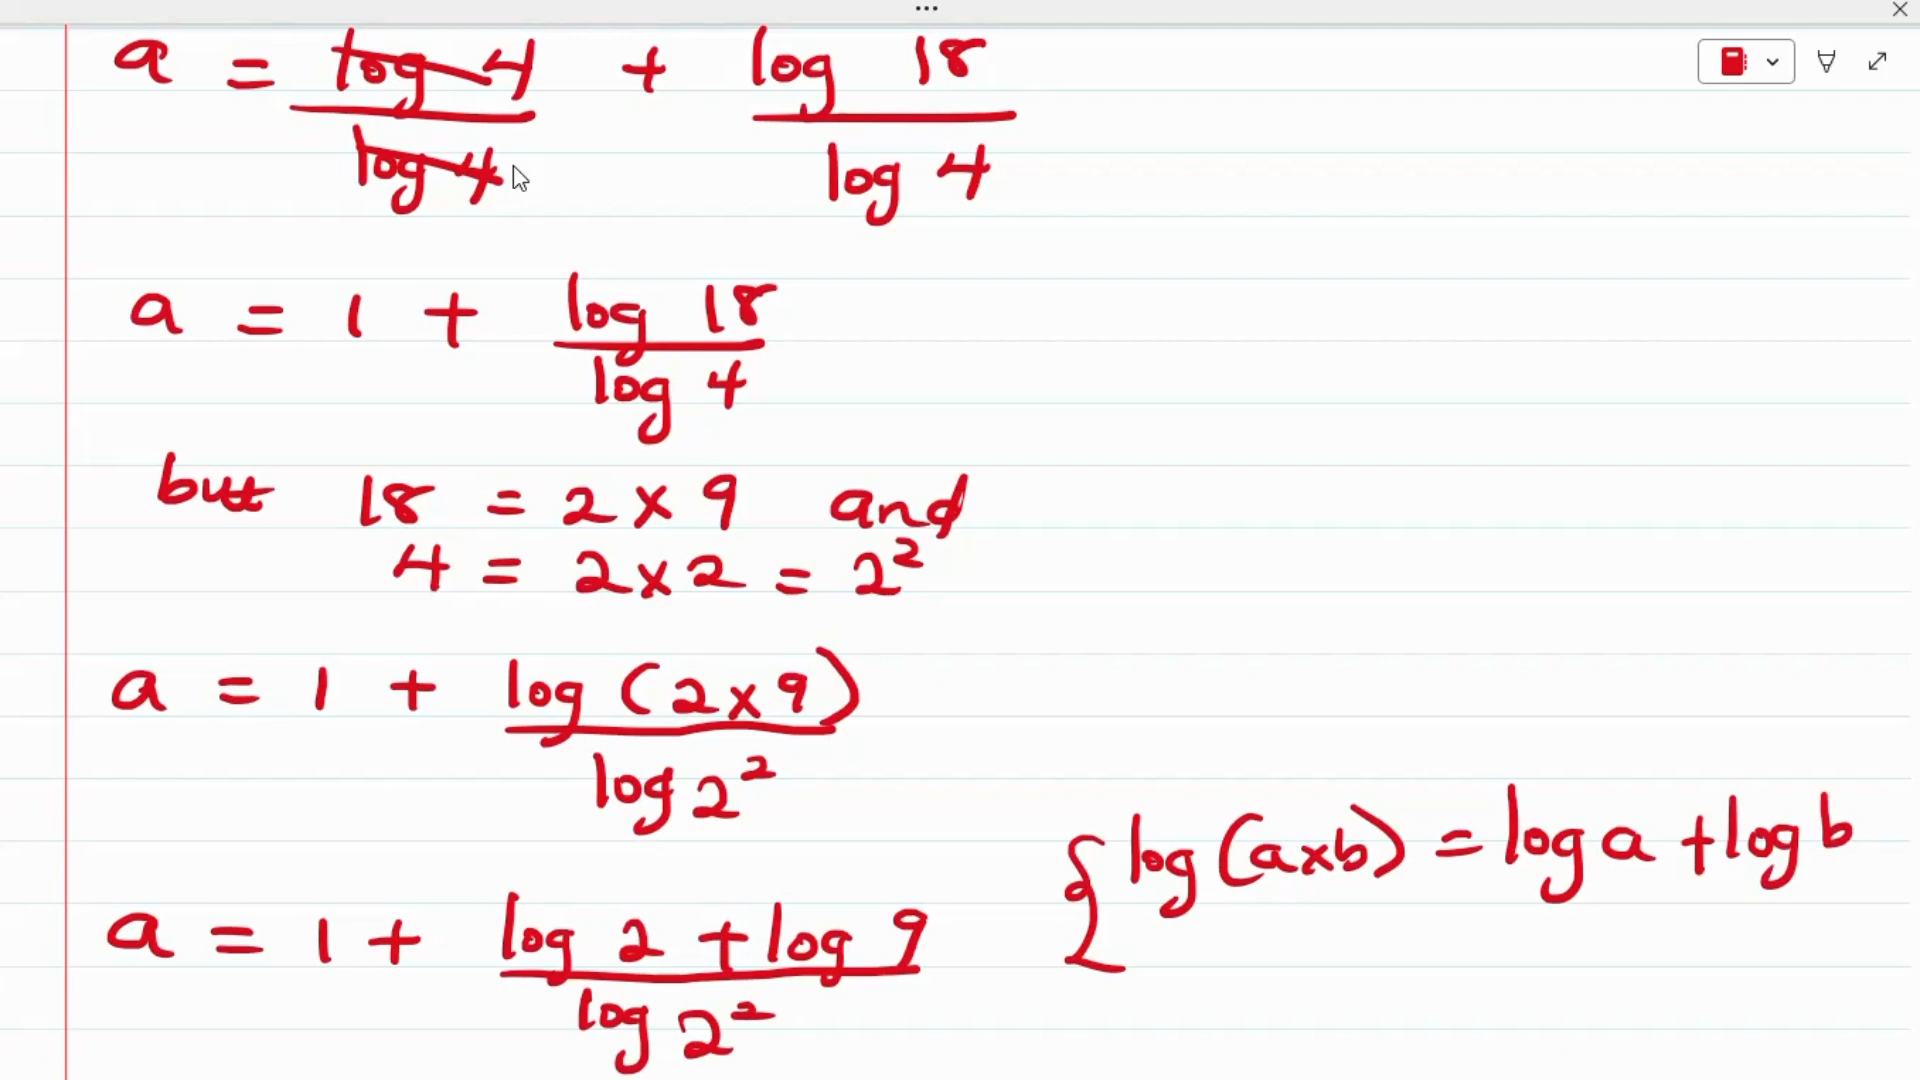 a = log 4 / log 4 + log 18 / log 4
a = 1 + log 18 / log 4
but 18 = 2 × 9 and
4 = 2 × 2 = 2²
a = 1 + log (2 × 9) / log 2²
{ log (a×b) = log a + log b
a = 1 + log 2 + log 9 / log 2²